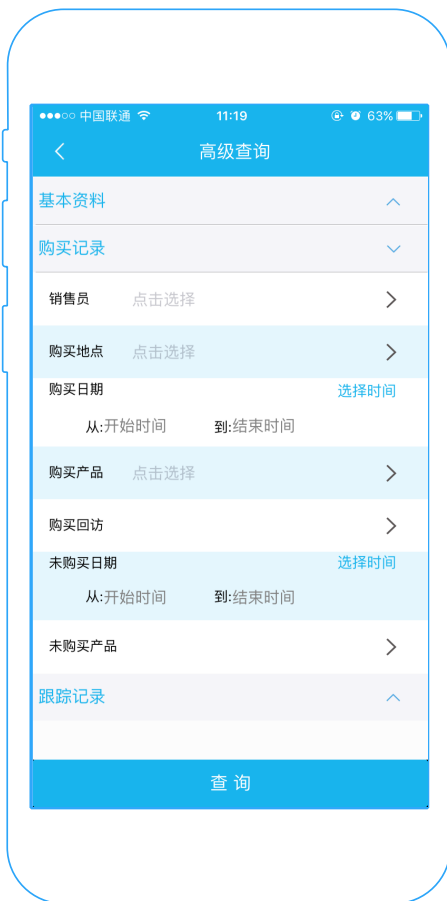 中国联通 11:19 63%
高级查询
基本资料
购买记录
销售员 点击选择
购买地点 点击选择
购买日期 选择时间
从:开始时间 到:结束时间
购买产品 点击选择
购买回访
未购买日期 选择时间
从:开始时间 到:结束时间
未购买产品
跟踪记录
查 询